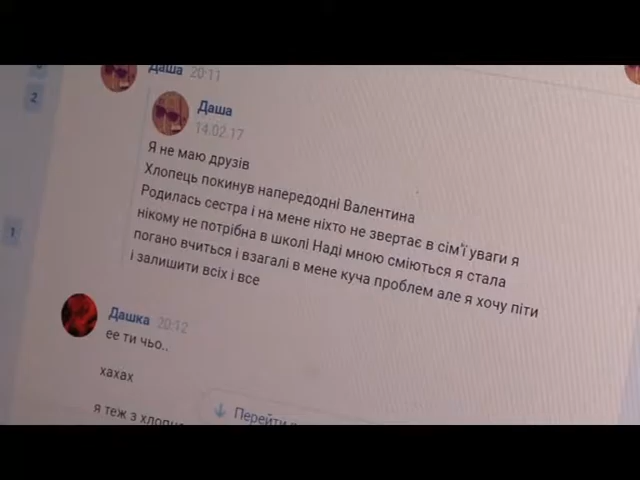 Даша 20:11
2
Даша
14.02.17
Я не маю друзів
Хлопець покинув напередодні Валентина
Родилась сестра і на мене ніхто не звертає в сім'ї уваги я
нікому не потрібна в школі Наді мною сміються я стала
погано вчиться і взагалі в мене куча проблем але я хочу піти
і залишити всіх і все
1
Дашка 20:12
ее ти чьо..
хахах
я теж з
Перейти